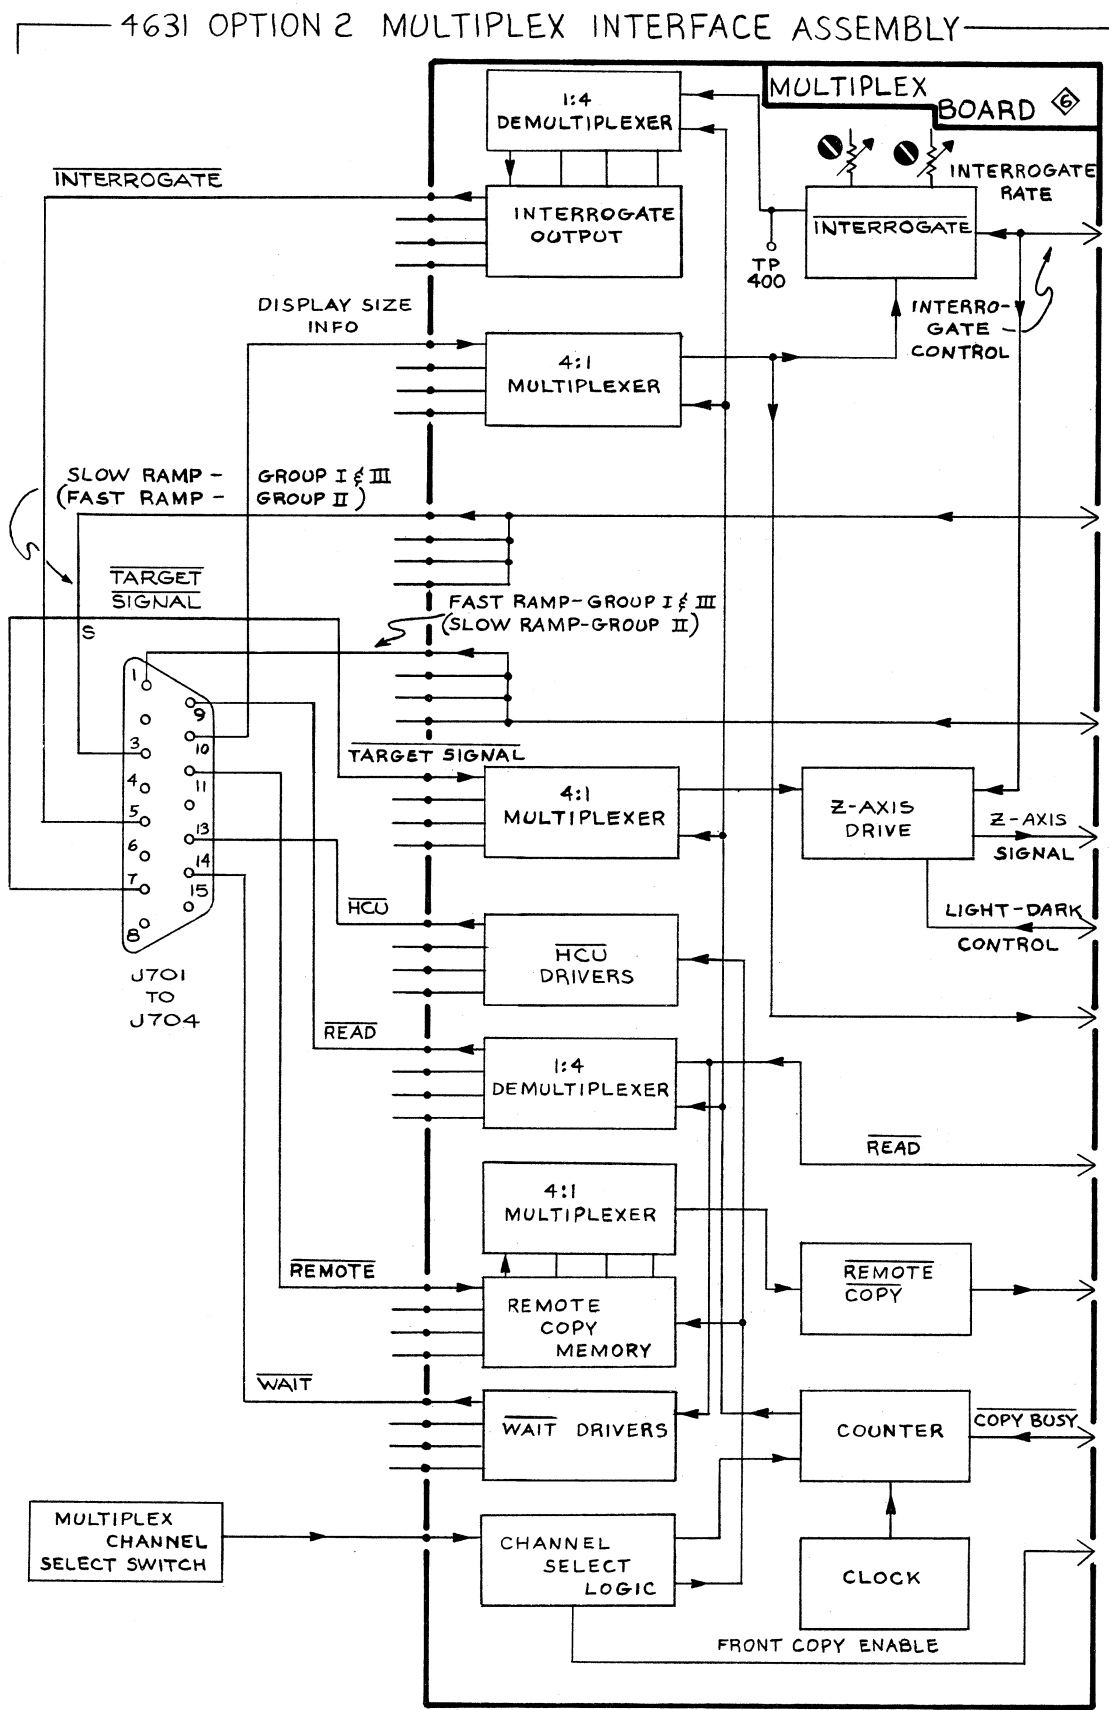 4631 OPTION 2 MULTIPLEX INTERFACE ASSEMBLY
MULTIPLEX
BOARD 6
1:4
DEMULTIPLEXER
INTERROGATE
INTERROGATE
OUTPUT
INTERROGATE
RATE
INTERROGATE
TP
400
DISPLAY SIZE
INFO
INTERRO-
GATE
CONTROL
4:1
MULTIPLEXER
SLOW RAMP - GROUP I & III
(FAST RAMP - GROUP II)
TARGET
SIGNAL
S
FAST RAMP-GROUP I & III
(SLOW RAMP-GROUP II)
1
3
4
5
6
7
8
9
10
11
13
14
15
J701
TO
J704
TARGET SIGNAL
4:1
MULTIPLEXER
Z-AXIS
DRIVE
Z-AXIS
SIGNAL
LIGHT-DARK
CONTROL
HCU
HCU
DRIVERS
READ
1:4
DEMULTIPLEXER
READ
4:1
MULTIPLEXER
REMOTE
REMOTE
COPY
MEMORY
REMOTE
COPY
WAIT
WAIT DRIVERS
COUNTER
COPY BUSY
MULTIPLEX
CHANNEL
SELECT SWITCH
CHANNEL
SELECT
LOGIC
CLOCK
FRONT COPY ENABLE